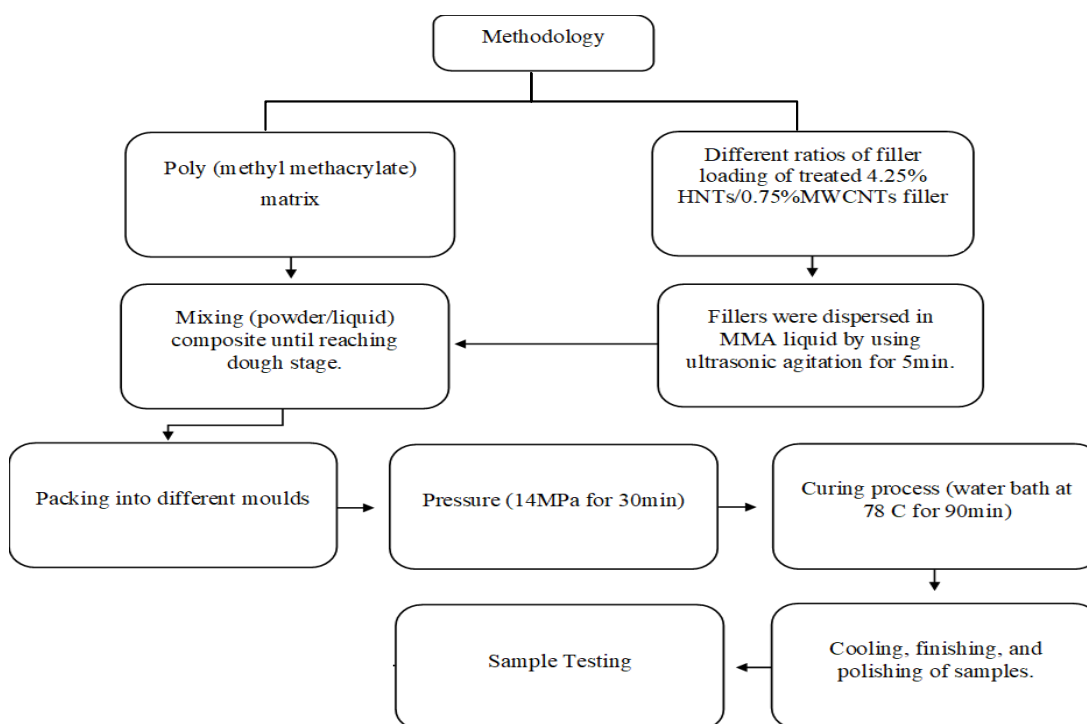 Methodology
Poly (methyl methacrylate)
matrix
Different ratios of filler
loading of treated 4.25%
HNTs/0.75%MWCNTs filler
Mixing (powder/liquid)
composite until reaching
dough stage.
Fillers were dispersed in
MMA liquid by using
ultrasonic agitation for 5min.
Packing into different moulds
Pressure (14MPa for 30min)
Curing process (water bath at
78 C for 90min)
Cooling, finishing, and
polishing of samples.
Sample Testing